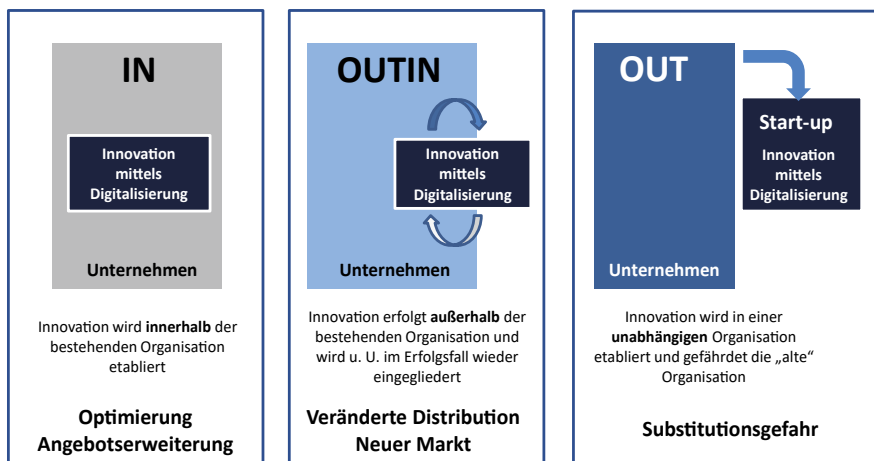 IN
Innovation
mittels
Digitalisierung
Unternehmen
Innovation wird innerhalb der
bestehenden Organisation
etabliert
Optimierung
Angebotserweiterung
OUTIN
Innovation
mittels
Digitalisierung
Unternehmen
Innovation erfolgt außerhalb der
bestehenden Organisation und
wird u. U. im Erfolgsfall wieder
eingegliedert
Veränderte Distribution
Neuer Markt
OUT
Start-up
Innovation
mittels
Digitalisierung
Unternehmen
Innovation wird in einer
unabhängigen Organisation
etabliert und gefährdet die „alte“
Organisation
Substitutionsgefahr